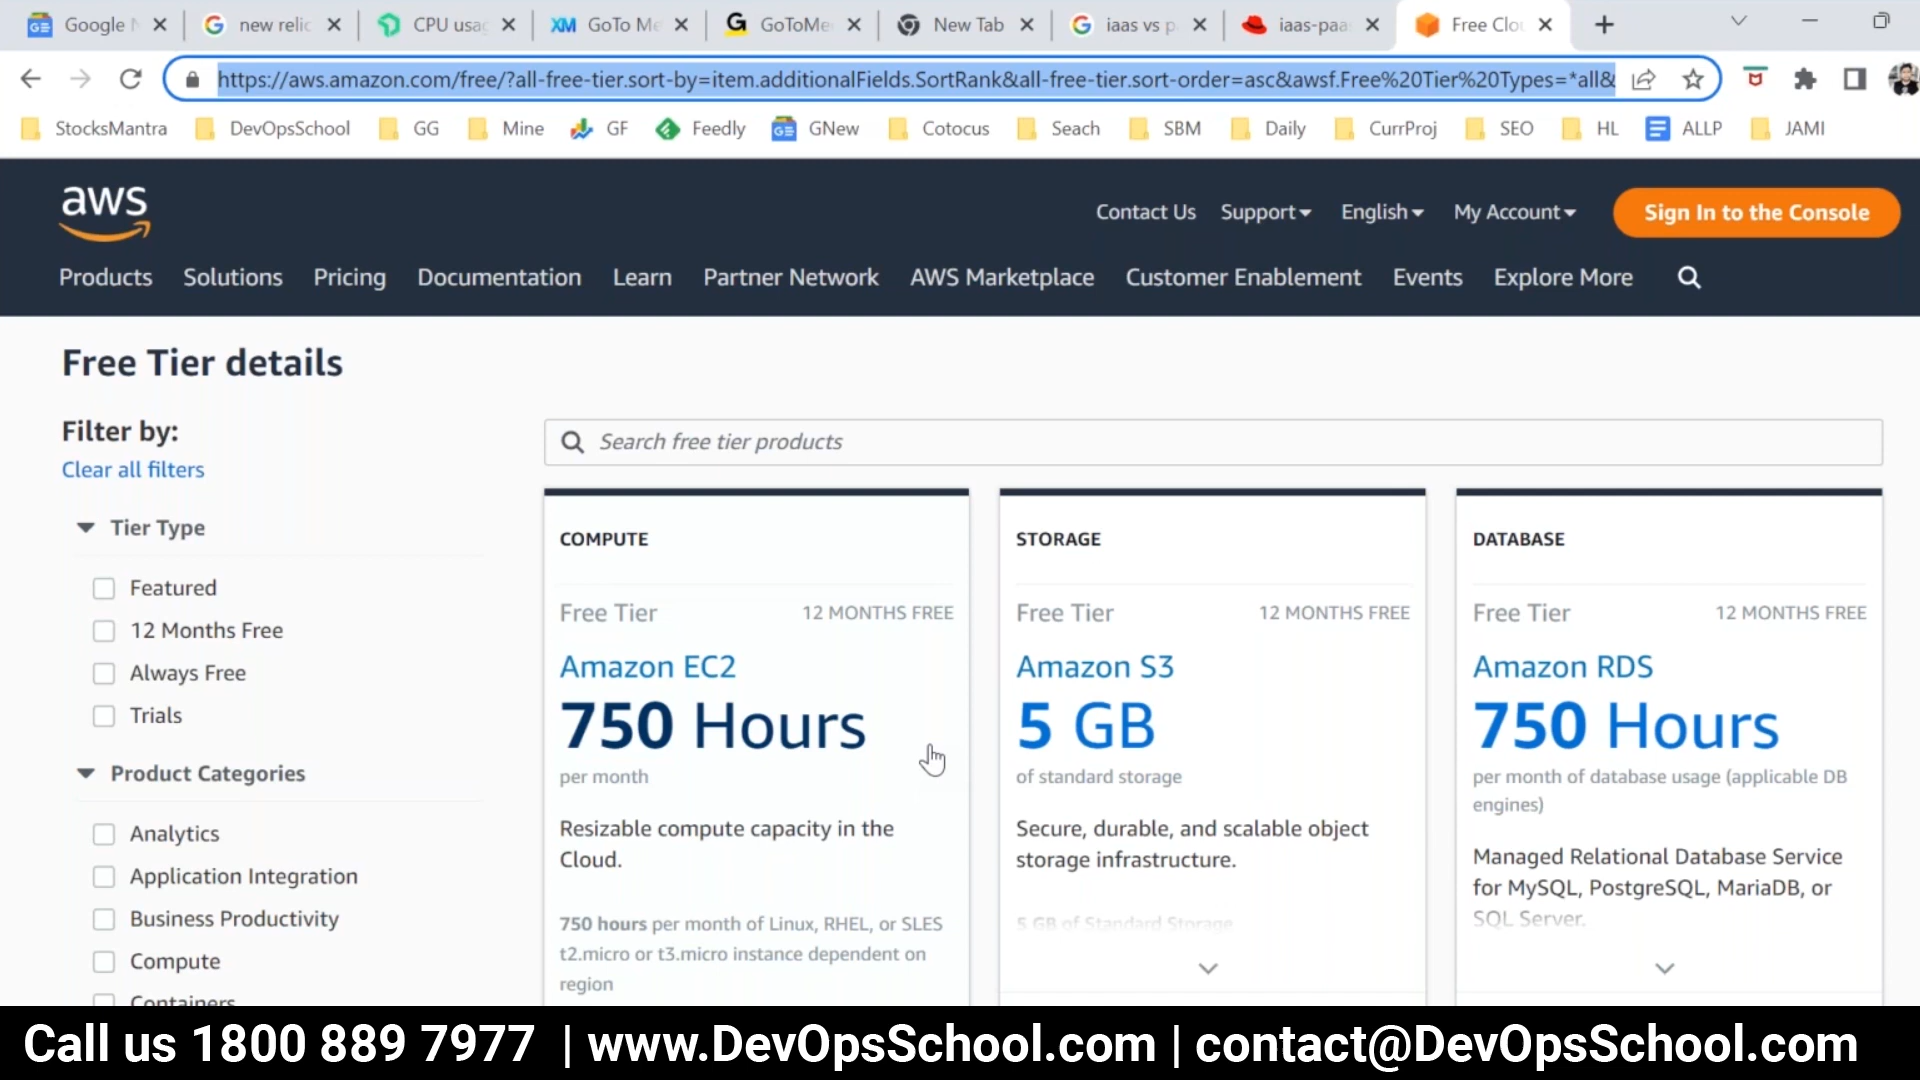 Google N
new relic
CPU usag
XM GoTo Me
G GoToMe
New Tab
iaas vs p
iaas-paa
Free Clo
https://aws.amazon.com/free/?all-free-tier.sort-by=item.additionalFields.SortRank&all-free-tier.sort-order=asc&awsf.Free%20Tier%20Types=*all&
StocksMantra
DevOpsSchool
GG
Mine
GF
Feedly
GNew
Cotocus
Seach
SBM
Daily
CurrProj
SEO
HL
ALLP
JAMI
aws
Contact Us
Support
English
My Account
Sign In to the Console
Products
Solutions
Pricing
Documentation
Learn
Partner Network
AWS Marketplace
Customer Enablement
Events
Explore More
Free Tier details
Filter by:
Clear all filters
Tier Type
Featured
12 Months Free
Always Free
Trials
Product Categories
Analytics
Application Integration
Business Productivity
Compute
Containers
Search free tier products
COMPUTE
Free Tier
12 MONTHS FREE
Amazon EC2
750 Hours
per month
Resizable compute capacity in the
Cloud.
750 hours per month of Linux, RHEL, or SLES
t2.micro or t3.micro instance dependent on
region
STORAGE
Free Tier
12 MONTHS FREE
Amazon S3
5 GB
of standard storage
Secure, durable, and scalable object
storage infrastructure.
5 GB of Standard Storage
DATABASE
Free Tier
12 MONTHS FREE
Amazon RDS
750 Hours
per month of database usage (applicable DB
engines)
Managed Relational Database Service
for MySQL, PostgreSQL, MariaDB, or
SQL Server.
Call us 1800 889 7977 | www.DevOpsSchool.com | contact@DevOpsSchool.com